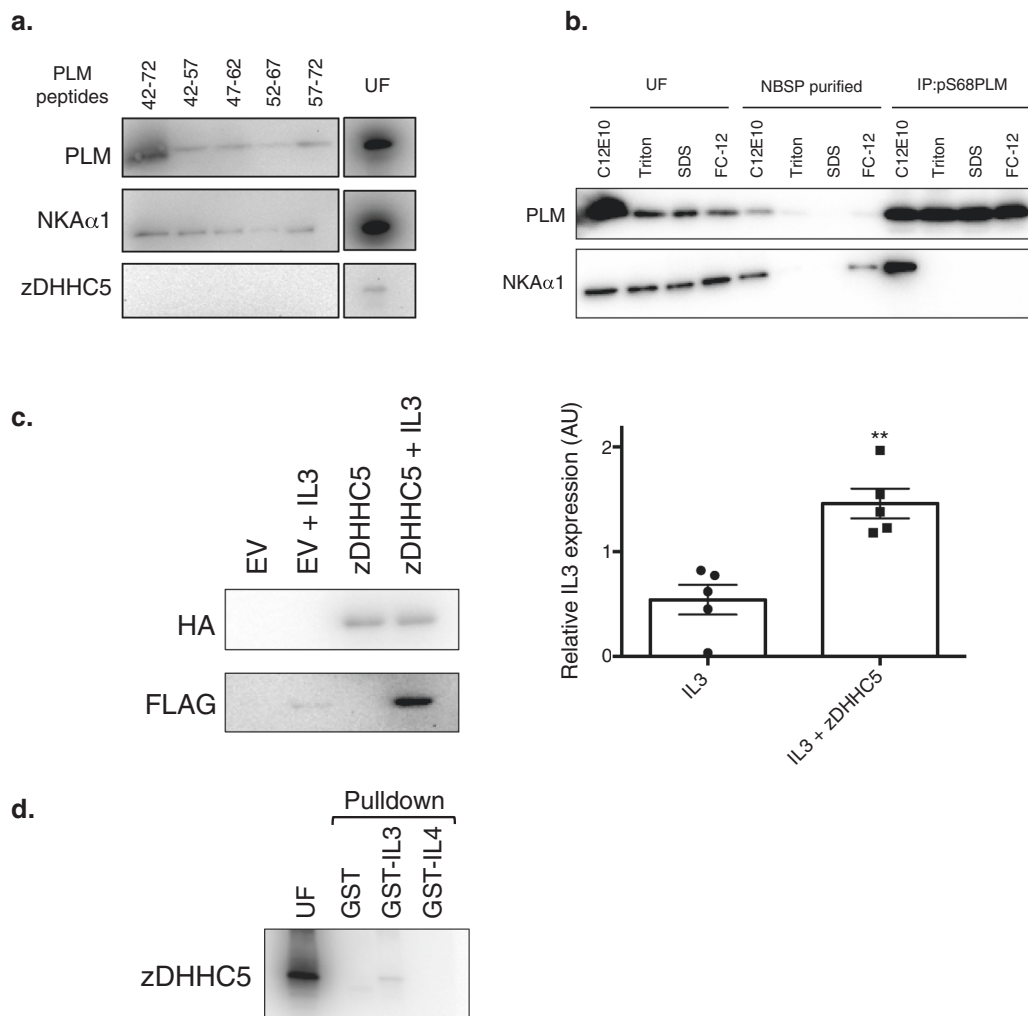 a.
PLM
peptides
42-72
42-57
47-62
52-67
57-72
UF
PLM
NKAα1
zDHHC5
b.
UF
NBSP purified
IP:pS68PLM
C12E10
Triton
SDS
FC-12
C12E10
Triton
SDS
FC-12
C12E10
Triton
SDS
FC-12
PLM
NKAα1
c.
EV
EV + IL3
zDHHC5
zDHHC5 + IL3
HA
FLAG
Relative IL3 expression (AU)
2
1
0
**
IL3
IL3 + zDHHC5
d.
Pulldown
UF
GST
GST-IL3
GST-IL4
zDHHC5